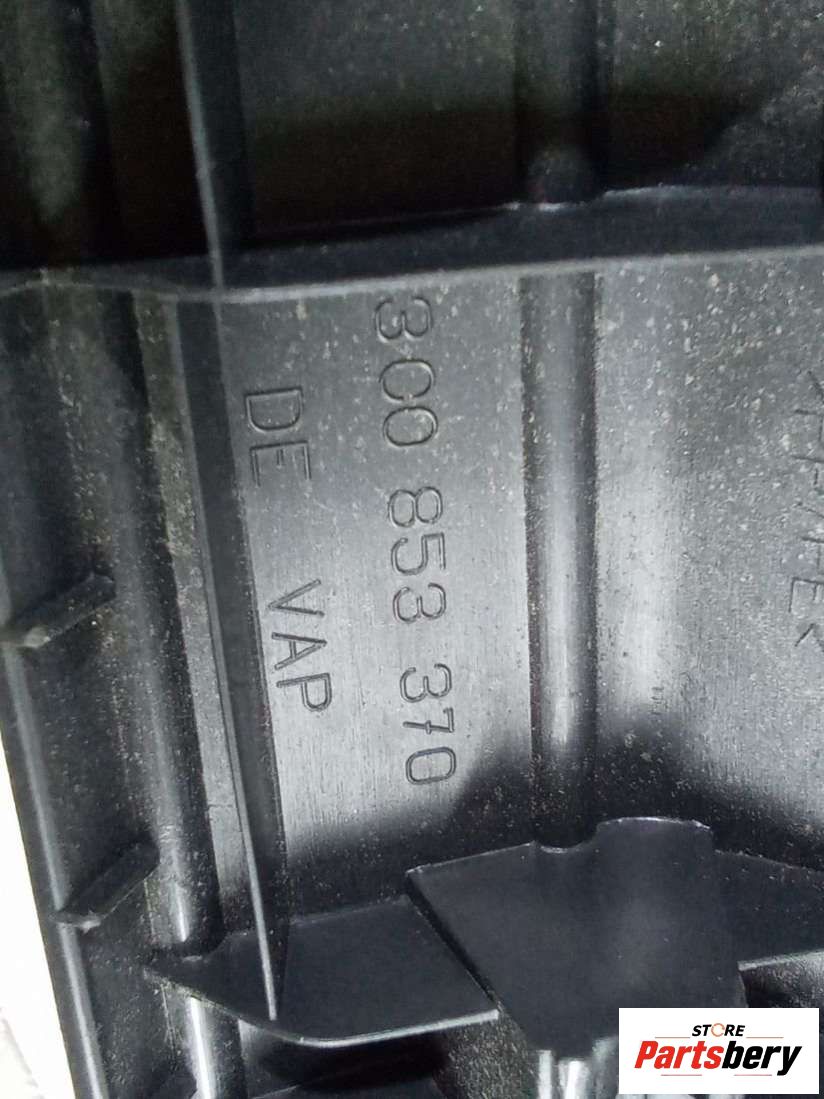 3C0 853 370
DE VAP
STORE
Partsbery